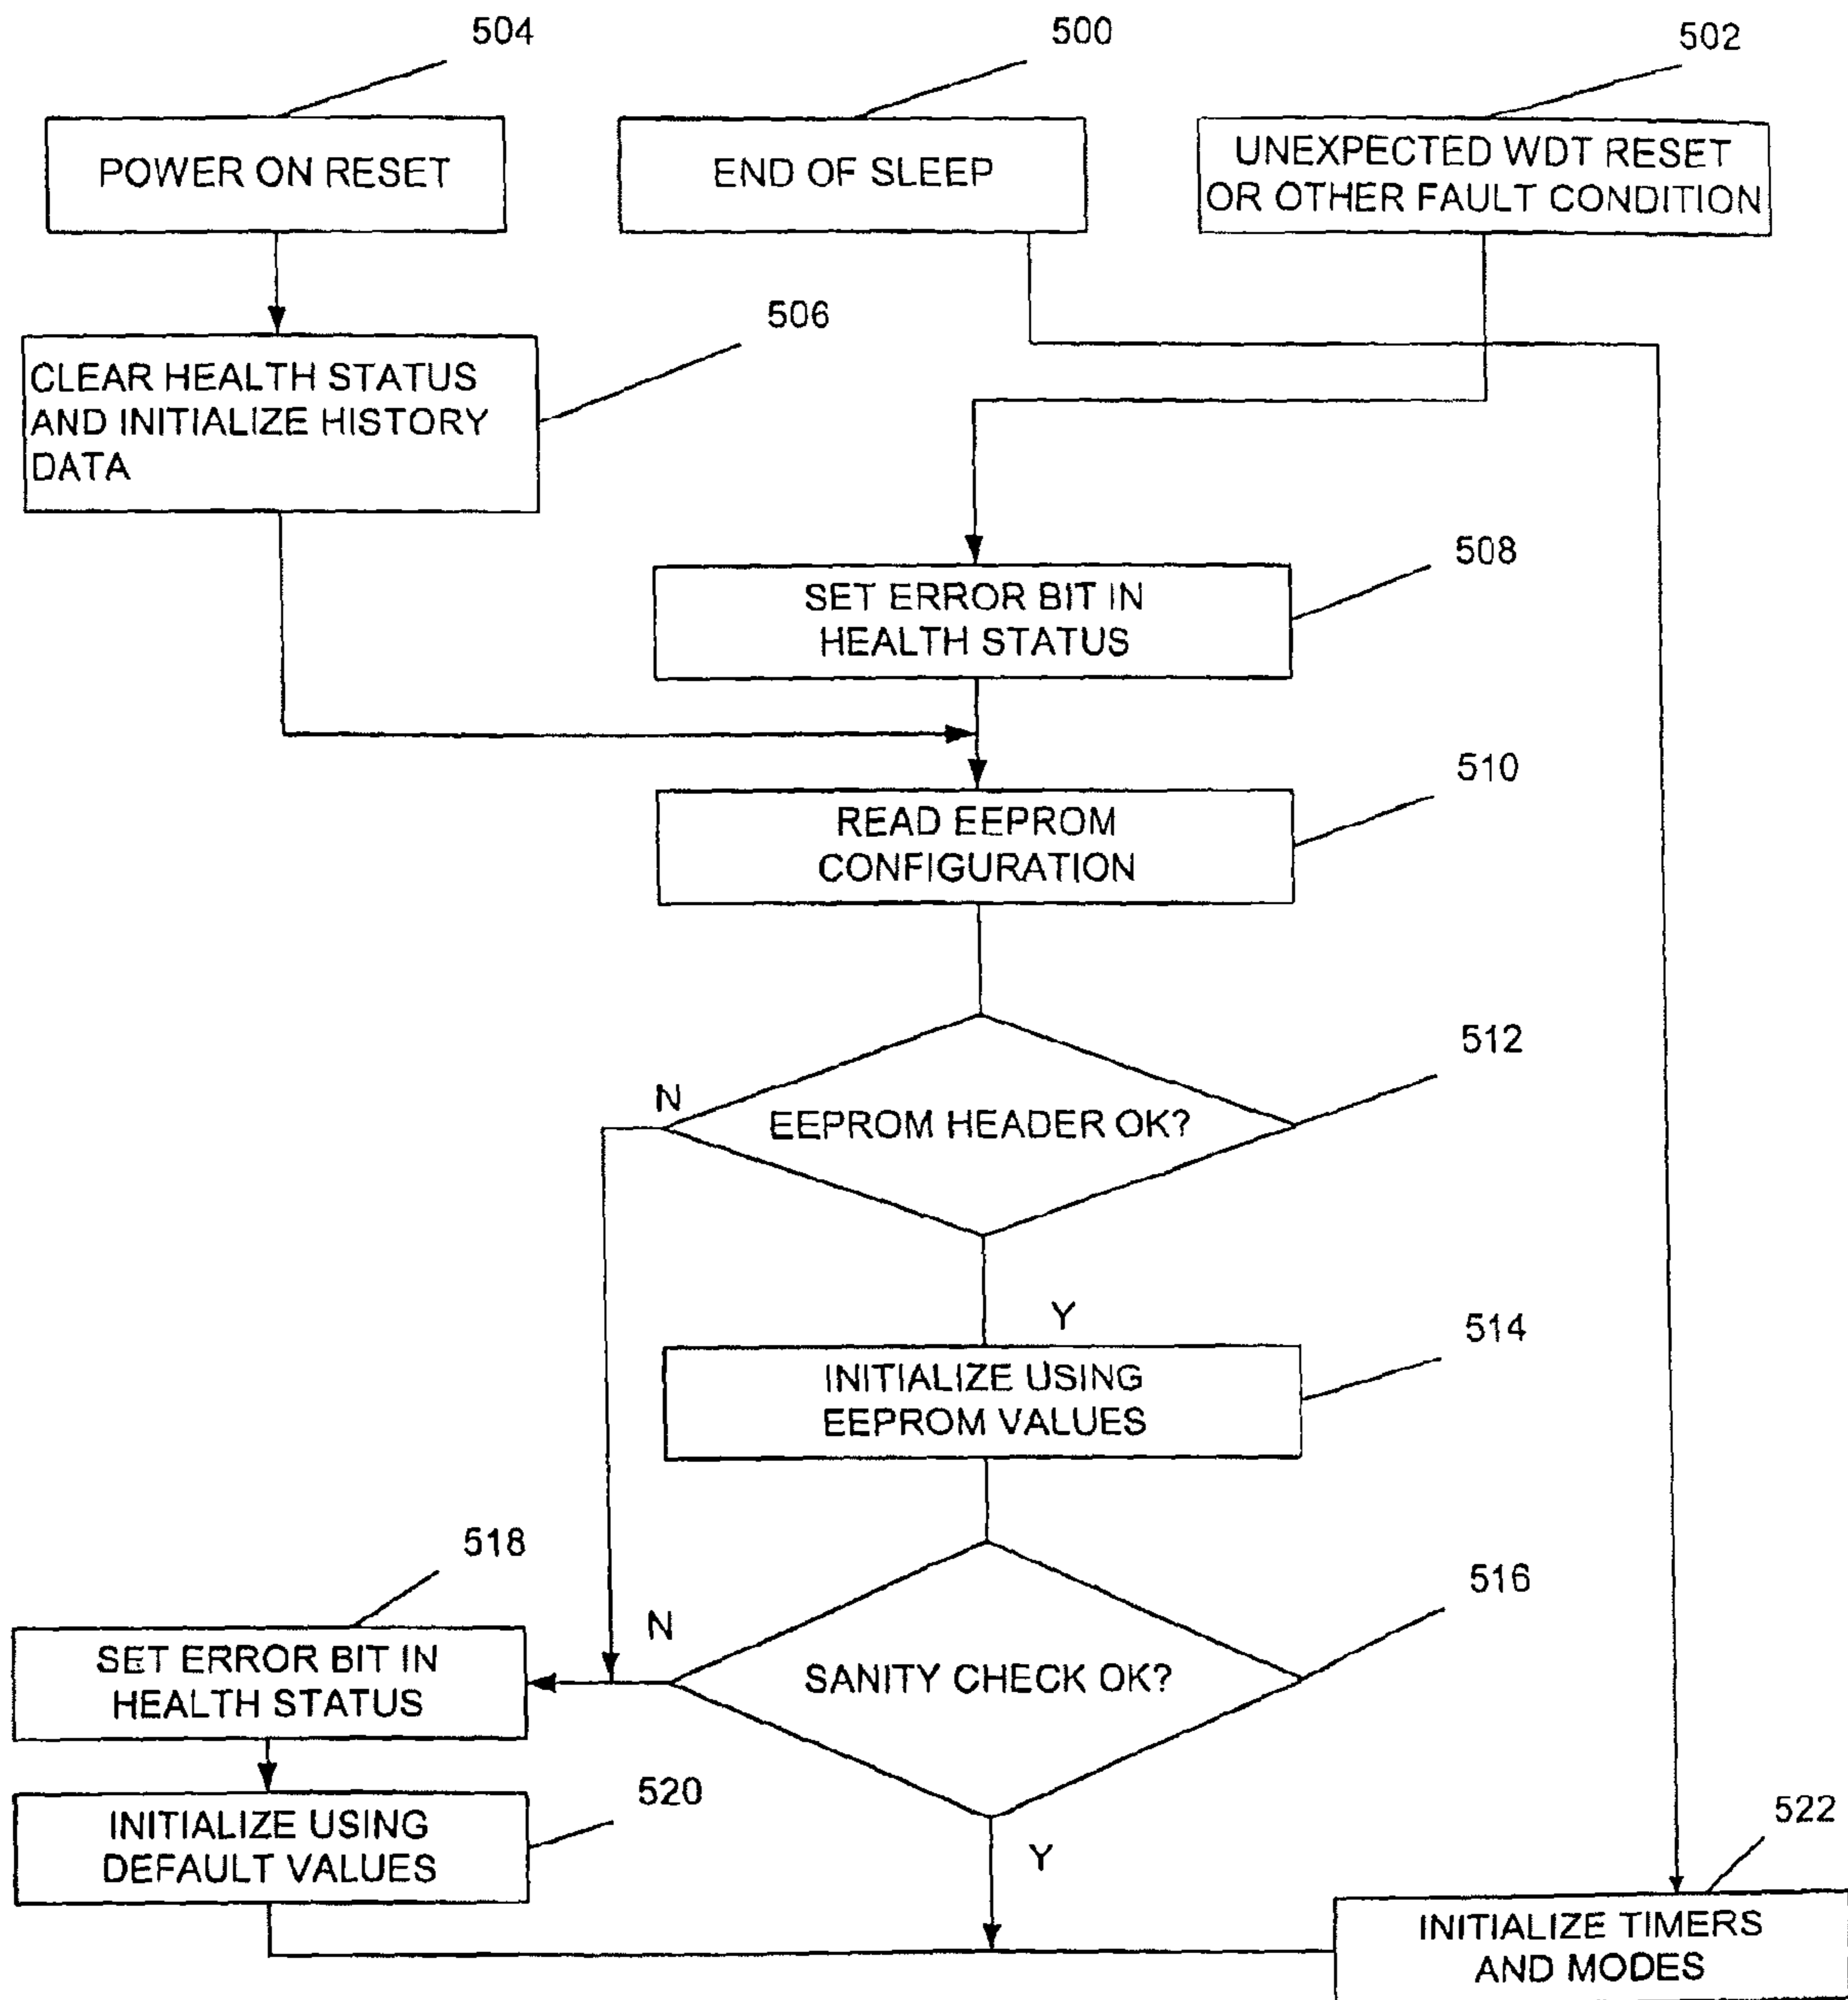 504
500
502
POWER ON RESET
END OF SLEEP
UNEXPECTED WDT RESET
OR OTHER FAULT CONDITION
506
CLEAR HEALTH STATUS
AND INITIALIZE HISTORY
DATA
508
SET ERROR BIT IN
HEALTH STATUS
510
READ EEPROM
CONFIGURATION
512
N
EEPROM HEADER OK?
Y
514
INITIALIZE USING
EEPROM VALUES
518
516
N
SET ERROR BIT IN
HEALTH STATUS
SANITY CHECK OK?
520
INITIALIZE USING
DEFAULT VALUES
Y
522
INITIALIZE TIMERS
AND MODES